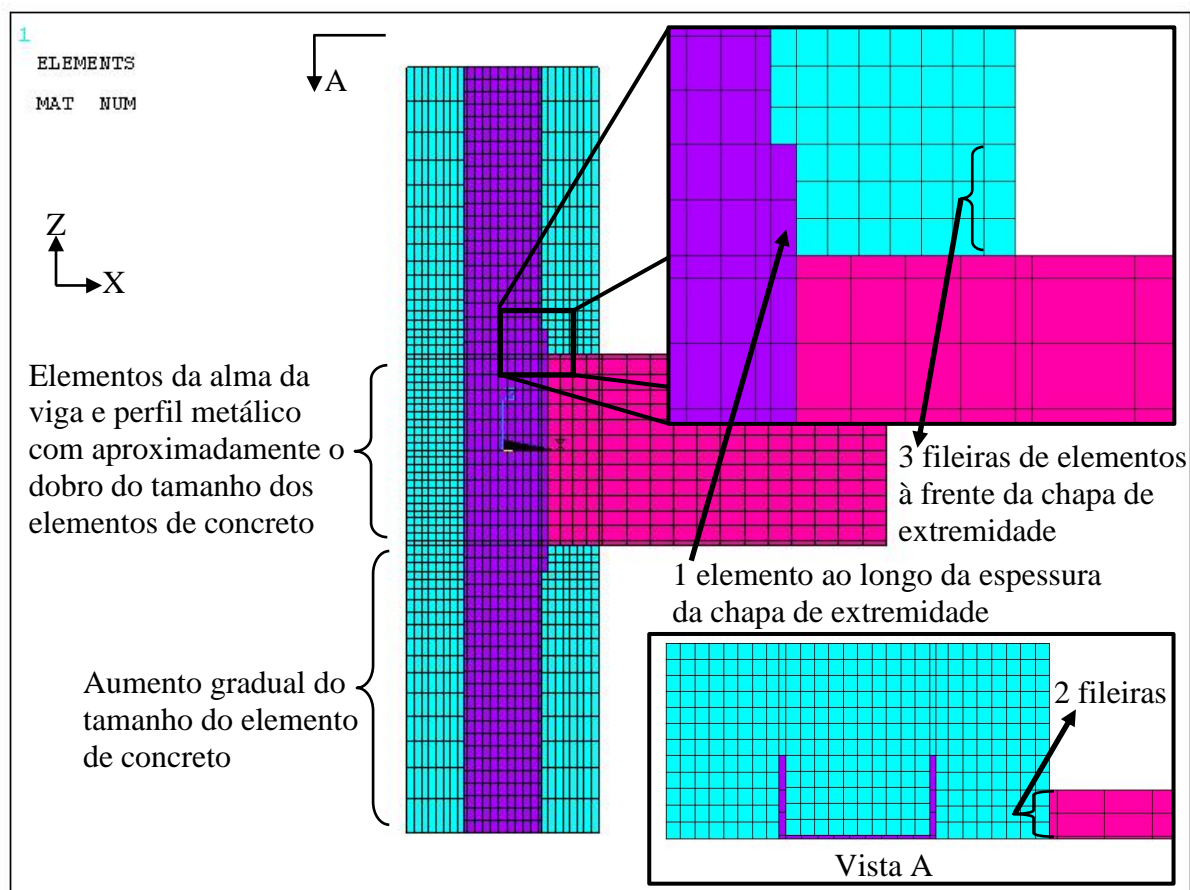 1
ELEMENTS
MAT NUM
A
Z
X
Elementos da alma da
viga e perfil metálico
com aproximadamente o
dobro do tamanho dos
elementos de concreto
Aumento gradual do
tamanho do elemento
de concreto
3 fileiras de elementos
à frente da chapa de
extremidade
1 elemento ao longo da espessura
da chapa de extremidade
2 fileiras
Vista A